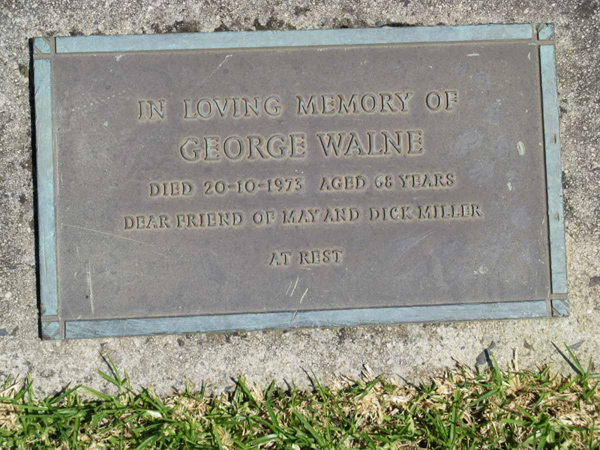 IN LOVING MEMORY OF
GEORGE WALNE
DIED 20-10-1973 AGED 68 YEARS
DEAR FRIEND OF MAY AND DICK MILLER
AT REST